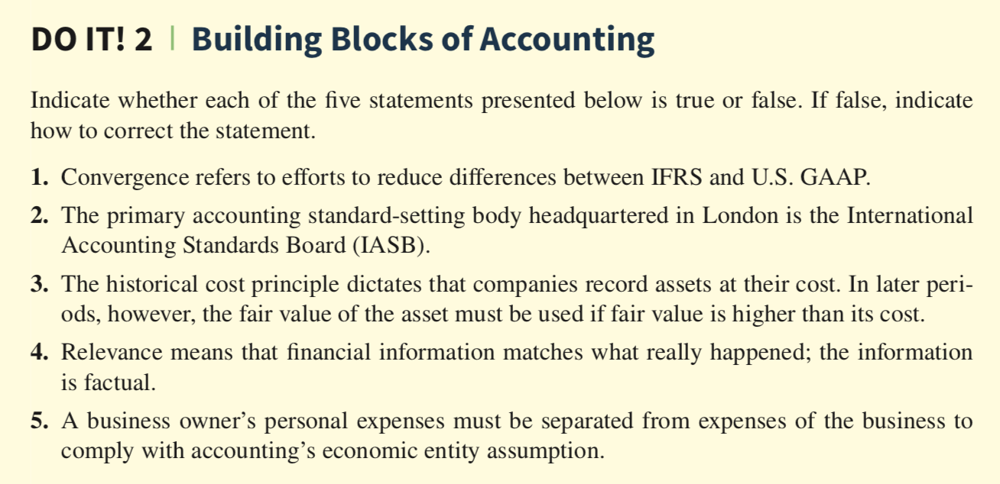 DO IT! 2 | Building Blocks of Accounting
Indicate whether each of the five statements presented below is true or false. If false, indicate
how to correct the statement.
1. Convergence refers to efforts to reduce differences between IFRS and U.S. GAAP.
2. The primary accounting standard-setting body headquartered in London is the International
Accounting Standards Board (IASB).
3. The historical cost principle dictates that companies record assets at their cost. In later peri-
ods, however, the fair value of the asset must be used if fair value is higher than its cost.
4. Relevance means that financial information matches what really happened; the information
is factual.
5. A business owner's personal expenses must be separated from expenses of the business to
comply with accounting's economic entity assumption.